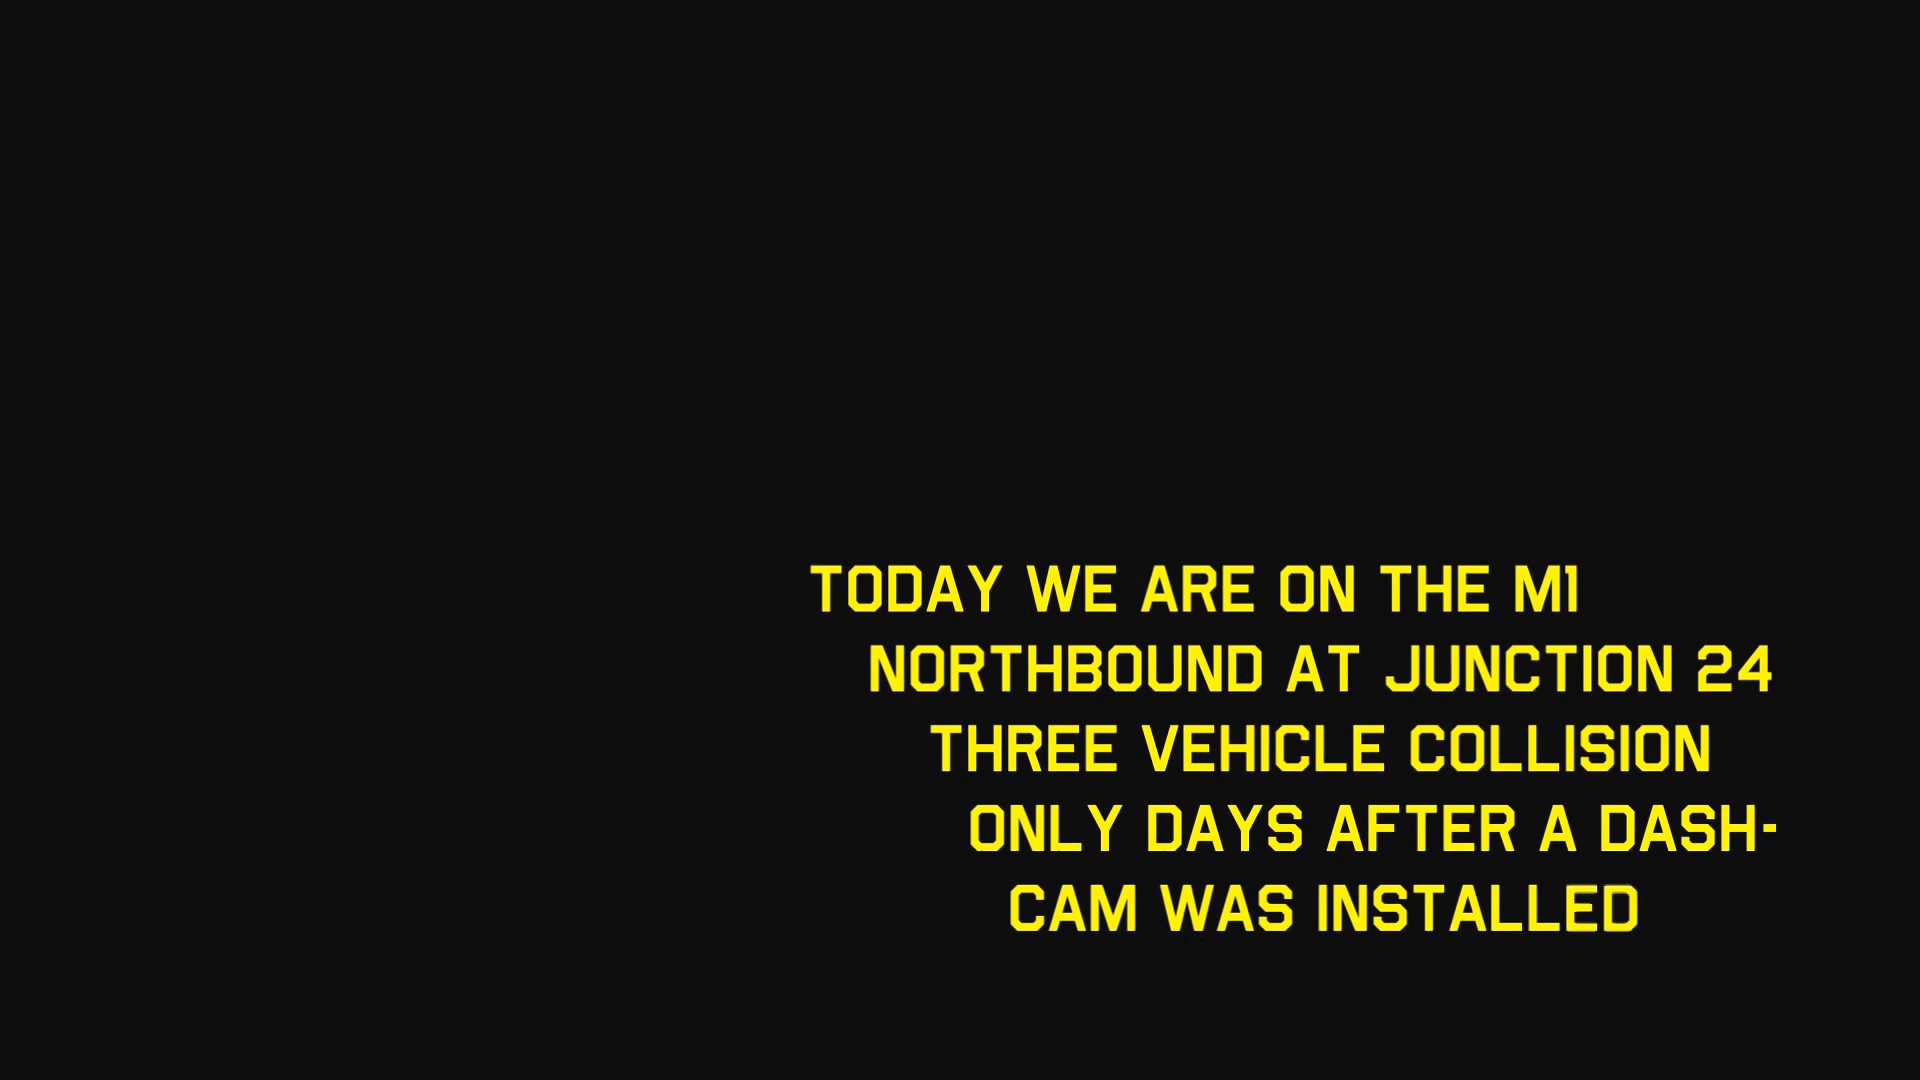 TODAY WE ARE ON THE M1
NORTHBOUND AT JUNCTION 24
THREE VEHICLE COLLISION
ONLY DAYS AFTER A DASH-
CAM WAS INSTALLED